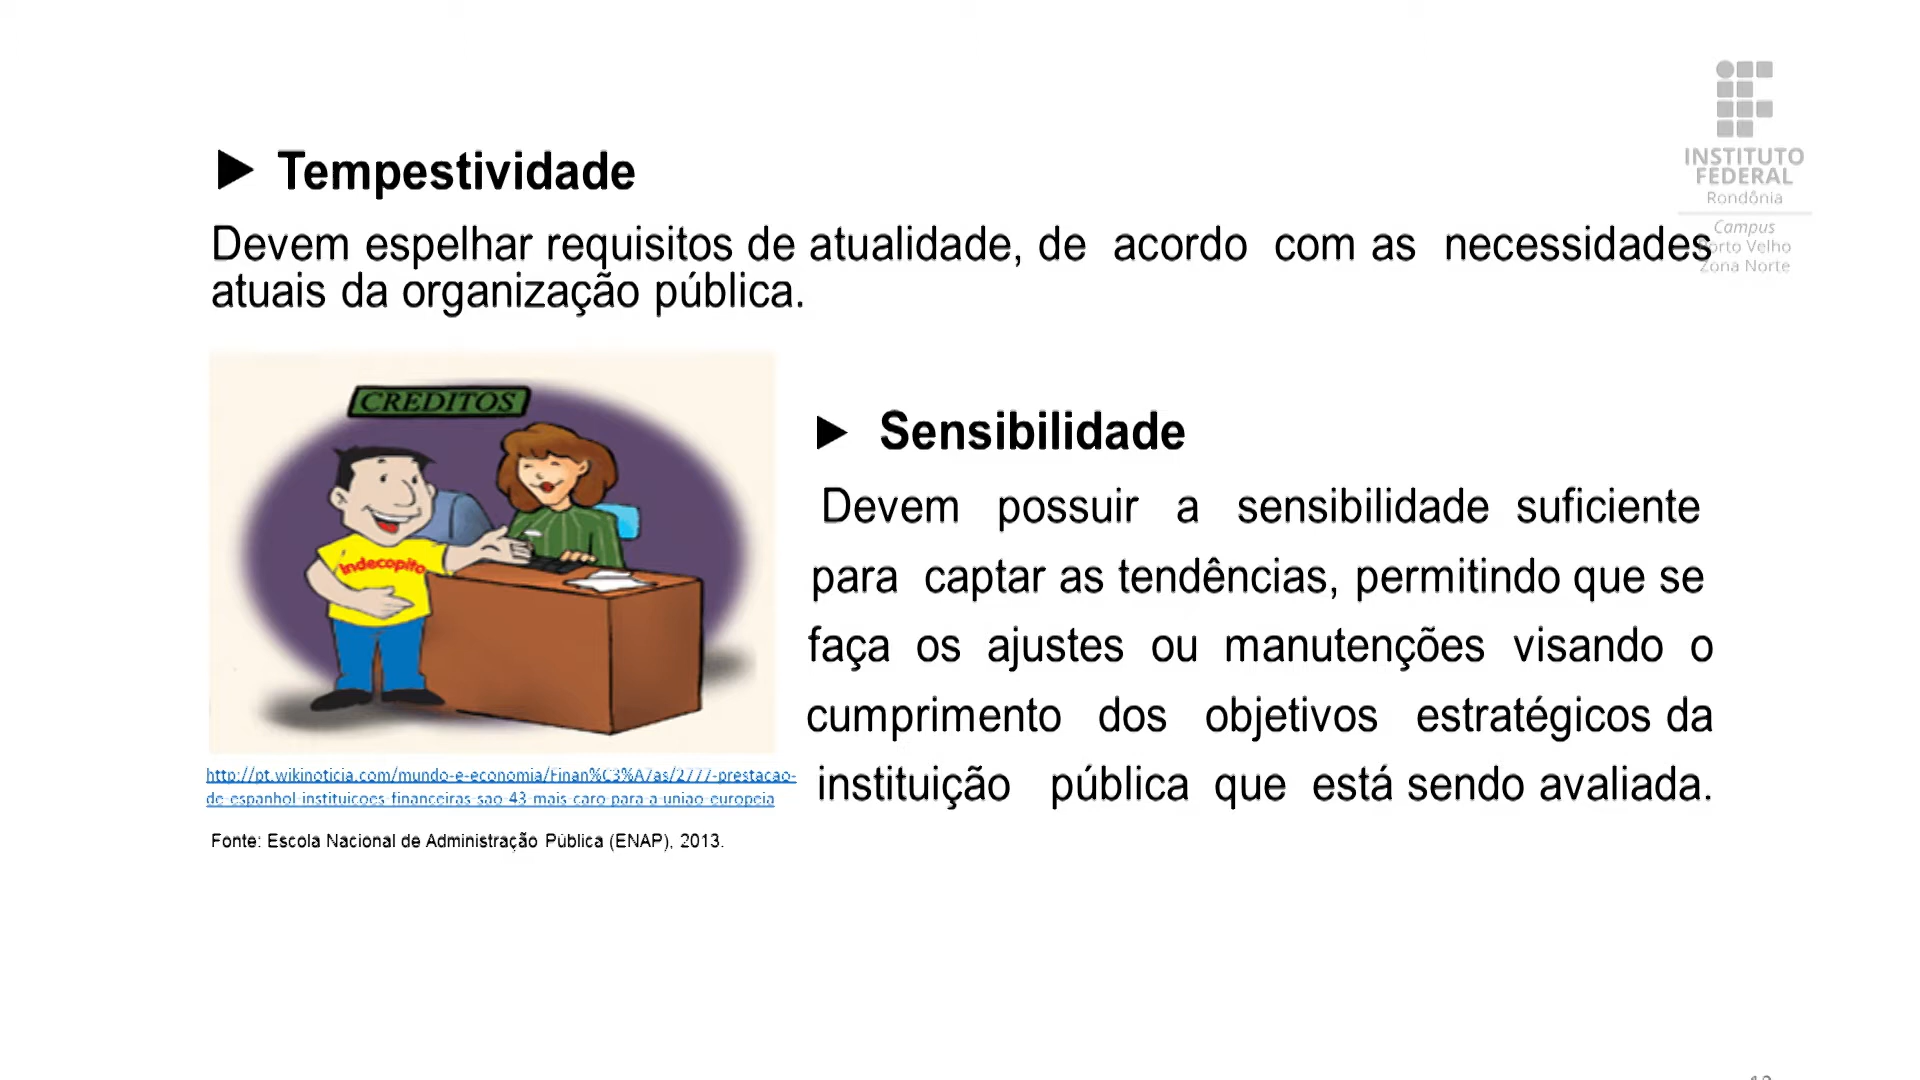 INSTITUTO
FEDERAL
Rondônia
Campus
Porto Velho
Zona Norte
► Tempestividade
Devem espelhar requisitos de atualidade, de acordo com as necessidades
atuais da organização pública.
CREDITOS
Indecopito
► Sensibilidade
Devem possuir a sensibilidade suficiente
para captar as tendências, permitindo que se
faça os ajustes ou manutenções visando o
cumprimento dos objetivos estratégicos da
instituição pública que está sendo avaliada.
http://pt.wikinoticia.com/mundo-e-economia/Finan%C3%A7as/2777-prestacao-
de-espanhol-instituicoes-financeiras-sao-43-mais-caro-para-a-uniao-europeia
Fonte: Escola Nacional de Administração Pública (ENAP), 2013.